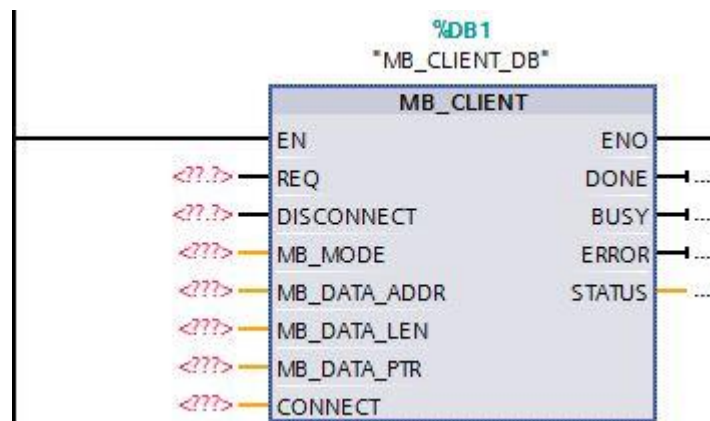 %DB1
"MB_CLIENT_DB"
MB_CLIENT
EN ENO
<??.?> REQ DONE ...
<??.?> DISCONNECT BUSY ...
<???> MB_MODE ERROR ...
<???> MB_DATA_ADDR STATUS ...
<???> MB_DATA_LEN
<???> MB_DATA_PTR
<???> CONNECT